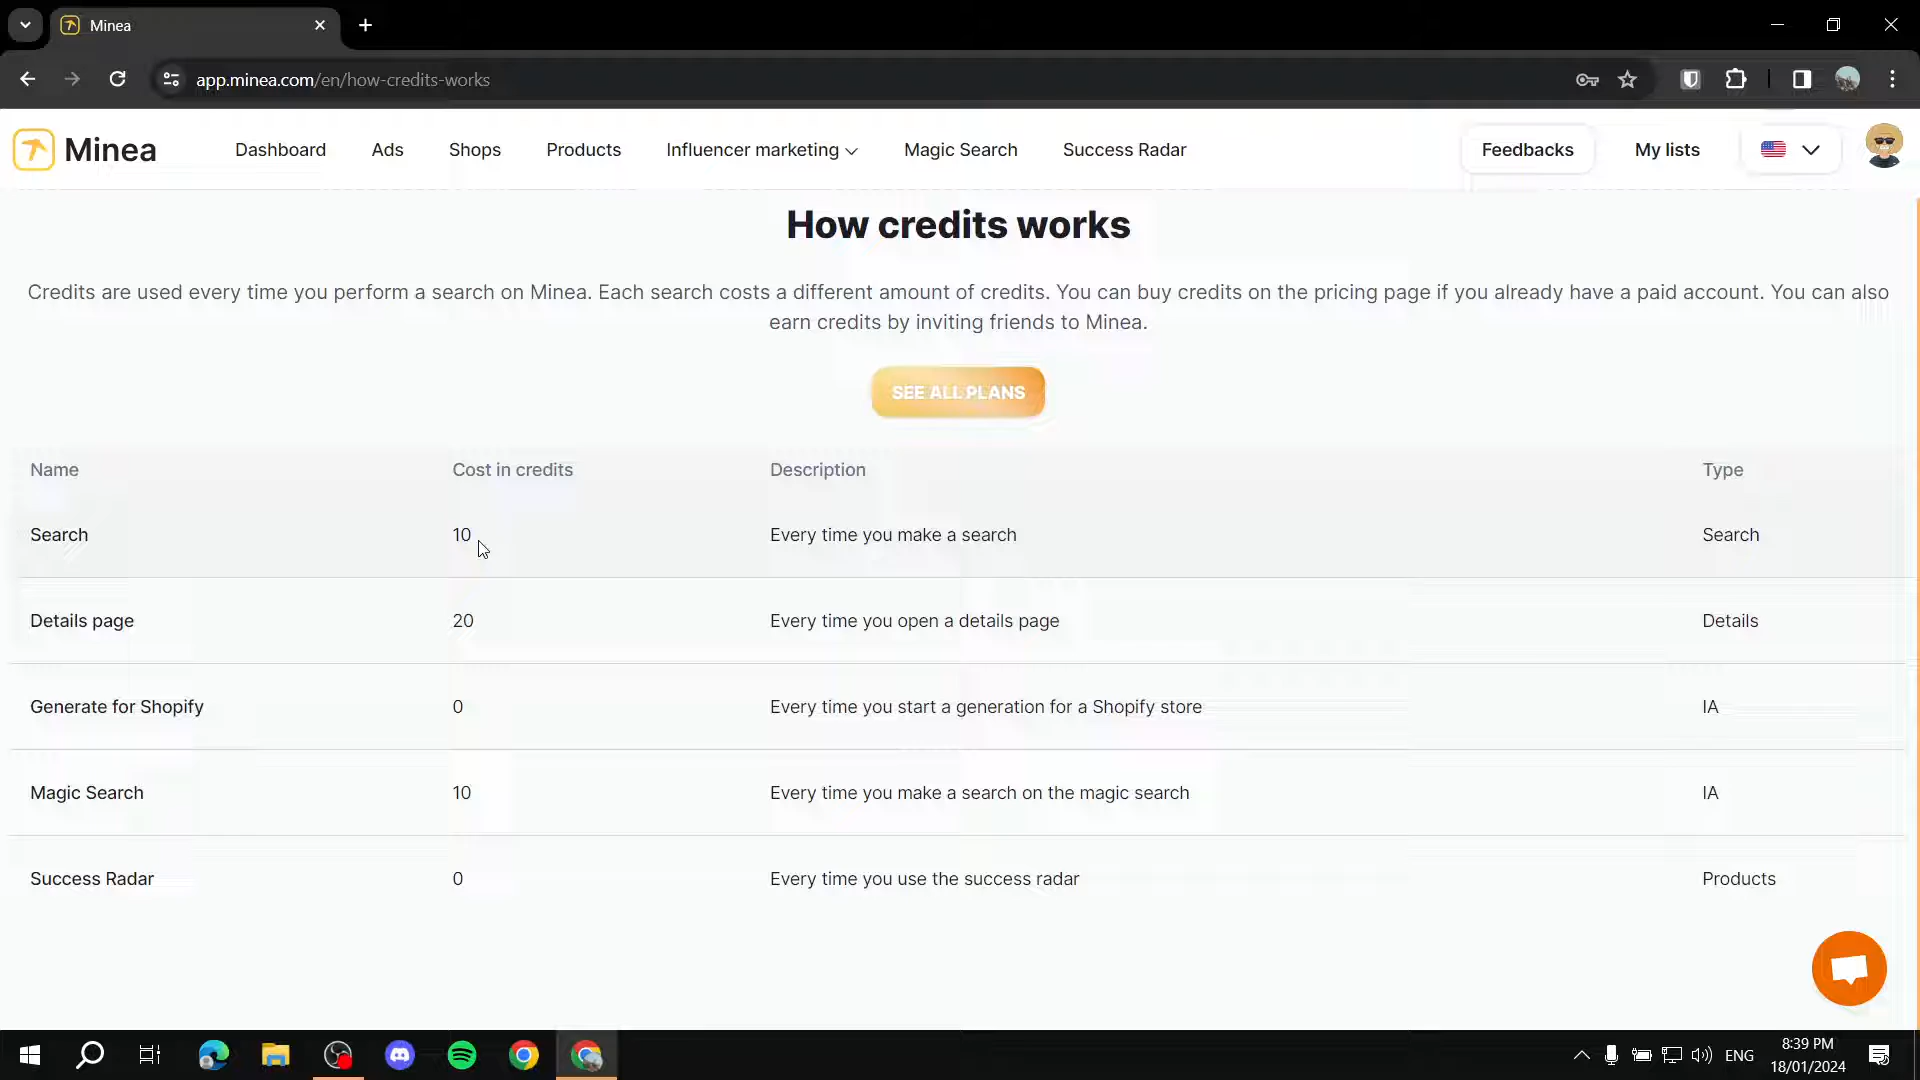 Minea
app.minea.com/en/how-credits-works
Minea
Dashboard
Ads
Shops
Products
Influencer marketing
Magic Search
Success Radar
Feedbacks
My lists
How credits works
Credits are used every time you perform a search on Minea. Each search costs a different amount of credits. You can buy credits on the pricing page if you already have a paid account. You can also
earn credits by inviting friends to Minea.
SEE ALL PLANS
Name Cost in credits Description Type
Search 10 Every time you make a search Search
Details page 20 Every time you open a details page Details
Generate for Shopify 0 Every time you start a generation for a Shopify store IA
Magic Search 10 Every time you make a search on the magic search IA
Success Radar 0 Every time you use the success radar Products
ENG
8:39 PM
18/01/2024